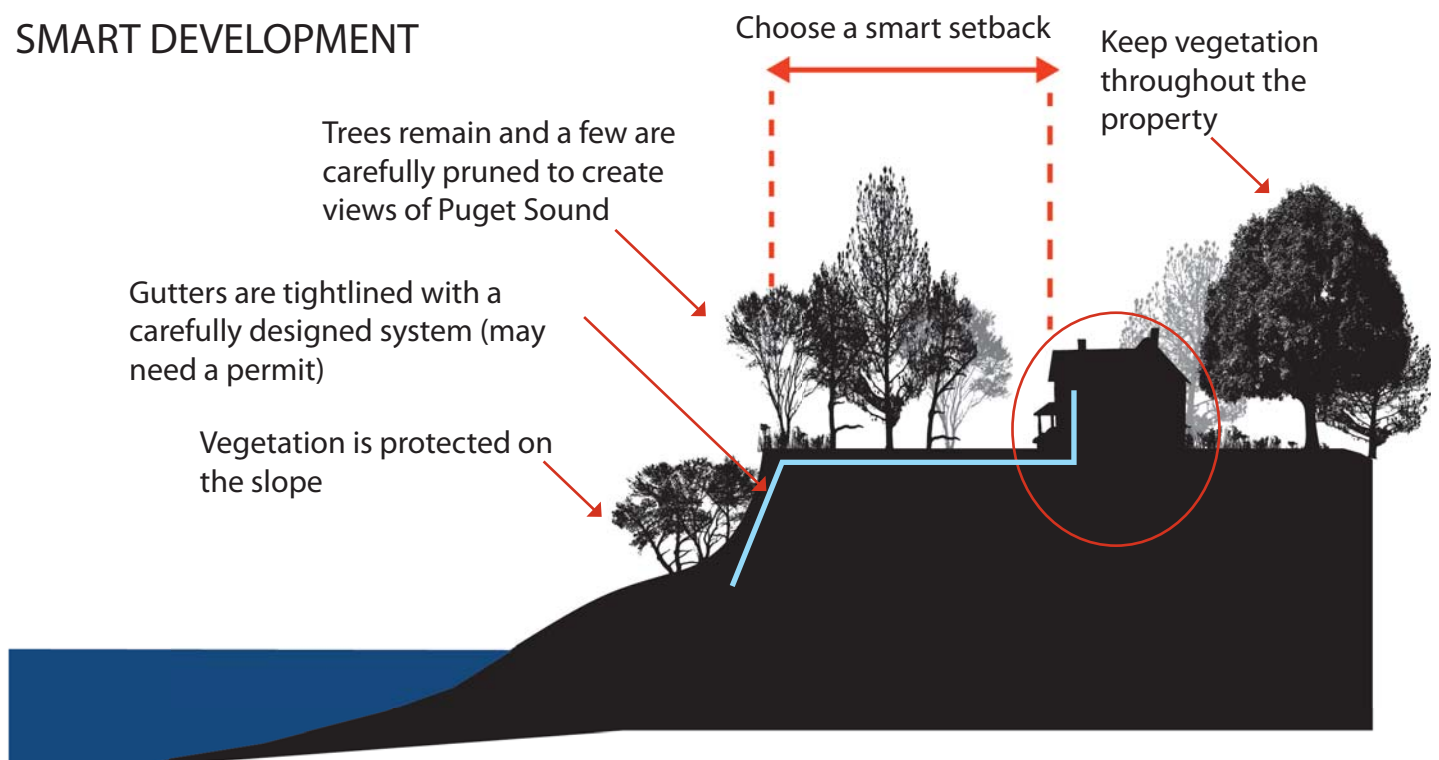 SMART DEVELOPMENT
Choose a smart setback
Keep vegetation
throughout the
property
Trees remain and a few are
carefully pruned to create
views of Puget Sound
Gutters are tightlined with a
carefully designed system (may
need a permit)
Vegetation is protected on
the slope